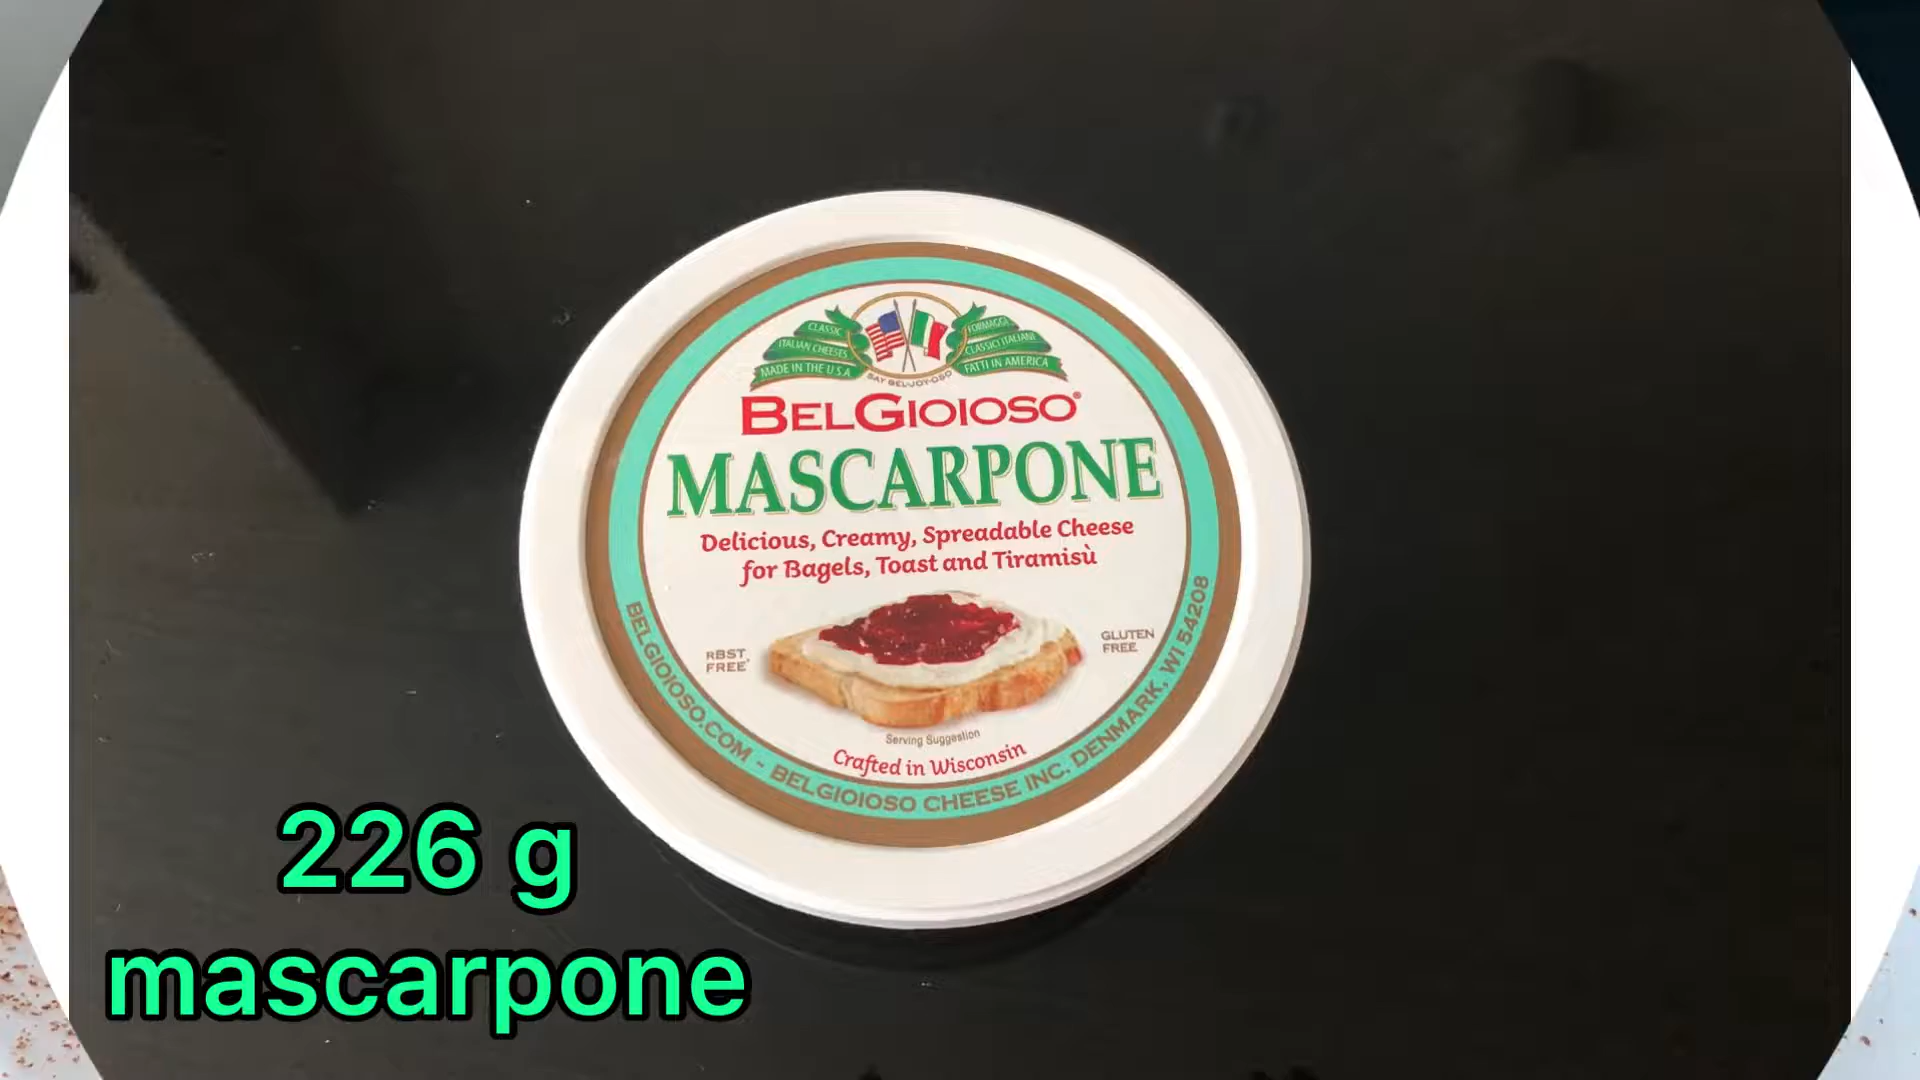 CLASSIC
ITALIAN CHEESES
MADE IN THE U.S.A.
FORMAGGI
CLASSICI ITALIANI
FATTI IN AMERICA
SAY BEL-JOY-OSO
BELGIOIOSO®
MASCARPONE
Delicious, Creamy, Spreadable Cheese
for Bagels, Toast and Tiramisù
RBST
FREE*
GLUTEN
FREE
Serving Suggestion
Crafted in Wisconsin
BELGIOIOSO.COM - BELGIOIOSO CHEESE INC. DENMARK, WI 54208
226 g
mascarpone